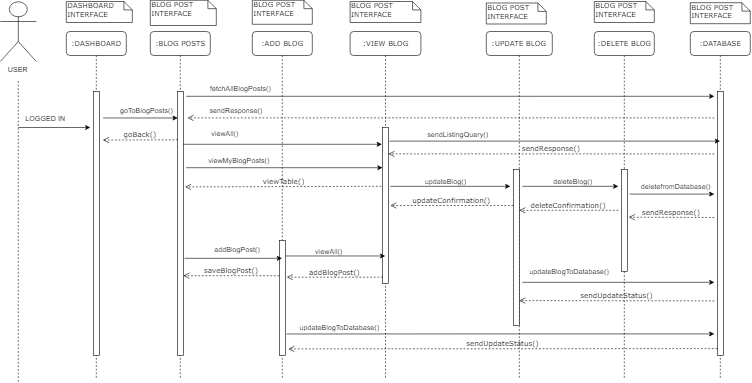 DASHBOARD
INTERFACE
BLOG POST
INTERFACE
BLOG POST
INTERFACE
BLOG POST
INTERFACE
BLOG POST
INTERFACE
BLOG POST
INTERFACE
BLOG POST
INTERFACE
:DASHBOARD
:BLOG POSTS
:ADD BLOG
:VIEW BLOG
:UPDATE BLOG
:DELETE BLOG
:DATABASE
USER
fetchAllBlogPosts()
goToBlogPosts()
sendResponse()
LOGGED IN
goBack()
viewAll()
sendListingQuery()
sendResponse()
viewMyBlogPosts()
viewTable()
updateBlog()
deleteBlog()
deletefromDatabase()
updateConfirmation()
deleteConfirmation()
sendResponse()
addBlogPost()
viewAll()
saveBlogPost()
addBlogPost()
updateBlogToDatabase()
sendUpdateStatus()
updateBlogToDatabase()
sendUpdateStatus()